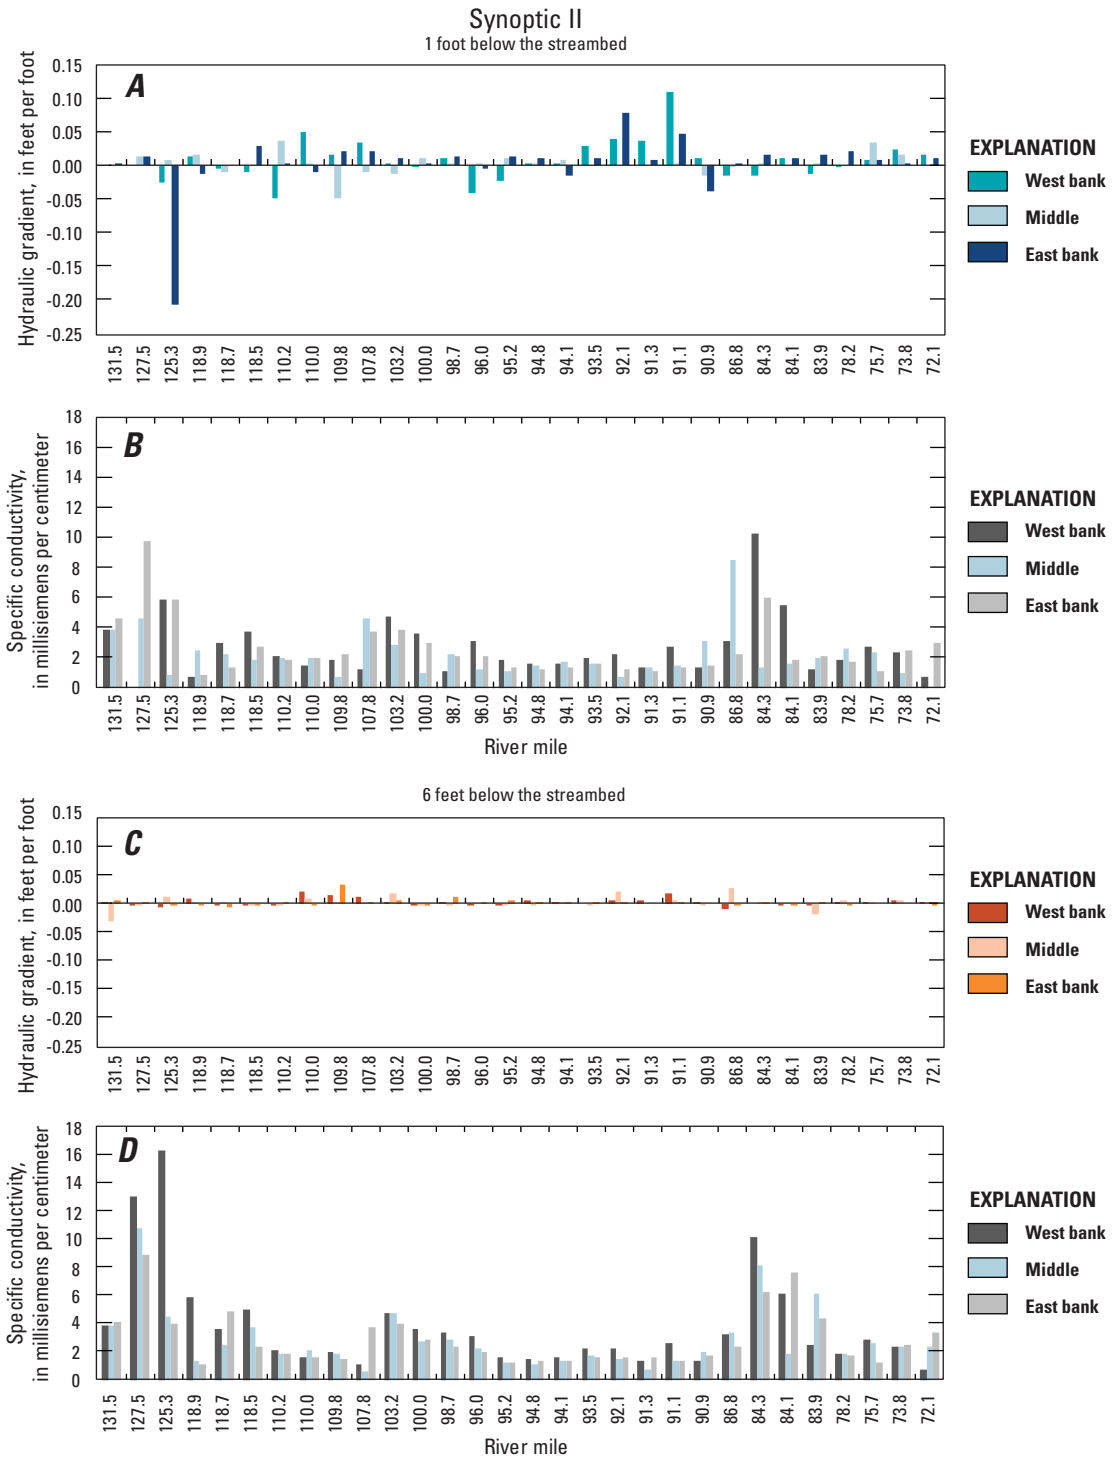 Synoptic II
1 foot below the streambed
A
Hydraulic gradient, in feet per foot
0.15
0.10
0.05
0.00
-0.05
-0.10
-0.15
-0.20
-0.25
131.5 127.5 125.3 118.9 118.7 118.5 110.2 110.0 109.8 107.8 103.2 100.0 98.7 96.0 95.2 94.8 94.1 93.5 92.1 91.3 91.1 90.9 86.8 84.3 84.1 83.9 78.2 75.7 73.8 72.1
EXPLANATION
West bank
Middle
East bank
B
Specific conductivity,
in millisiemens per centimeter
18
16
14
12
10
8
6
4
2
0
131.5 127.5 125.3 118.9 118.7 118.5 110.2 110.0 109.8 107.8 103.2 100.0 98.7 96.0 95.2 94.8 94.1 93.5 92.1 91.3 91.1 90.9 86.8 84.3 84.1 83.9 78.2 75.7 73.8 72.1
River mile
EXPLANATION
West bank
Middle
East bank
6 feet below the streambed
C
Hydraulic gradient, in feet per foot
0.15
0.10
0.05
0.00
-0.05
-0.10
-0.15
-0.20
-0.25
131.5 127.5 125.3 118.9 118.7 118.5 110.2 110.0 109.8 107.8 103.2 100.0 98.7 96.0 95.2 94.8 94.1 93.5 92.1 91.3 91.1 90.9 86.8 84.3 84.1 83.9 78.2 75.7 73.8 72.1
EXPLANATION
West bank
Middle
East bank
D
Specific conductivity,
in millisiemens per centimeter
18
16
14
12
10
8
6
4
2
0
131.5 127.5 125.3 118.9 118.7 118.5 110.2 110.0 109.8 107.8 103.2 100.0 98.7 96.0 95.2 94.8 94.1 93.5 92.1 91.3 91.1 90.9 86.8 84.3 84.1 83.9 78.2 75.7 73.8 72.1
River mile
EXPLANATION
West bank
Middle
East bank